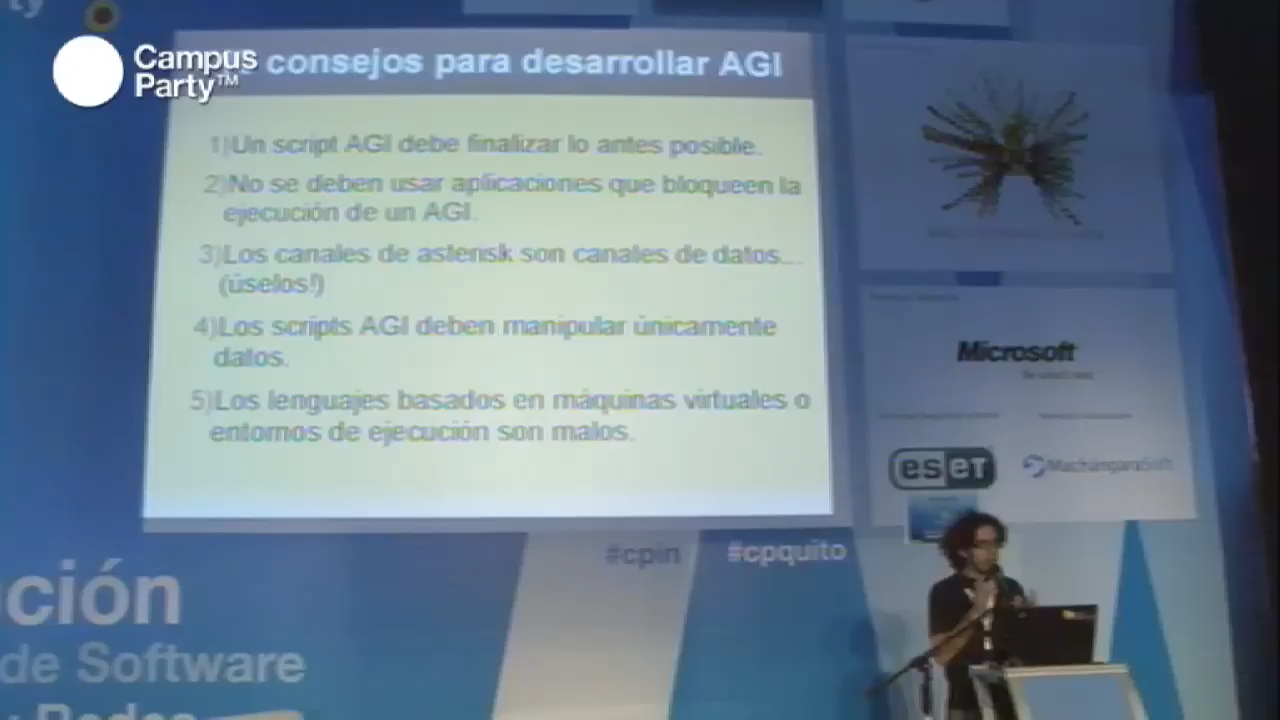 Campus
Party™
consejos para desarrollar AGI
1)Un script AGI debe finalizar lo antes posible.
2)No se deben usar aplicaciones que bloqueen la
ejecución de un AGI.
3)Los canales de asterisk son canales de datos...
(úselos!)
4)Los scripts AGI deben manipular únicamente
datos.
5)Los lenguajes basados en máquinas virtuales o
entornos de ejecución son malos.
Microsoft
eset
MachángaraSoft
#cpin
#cpquito
ción
de Software
y Redes